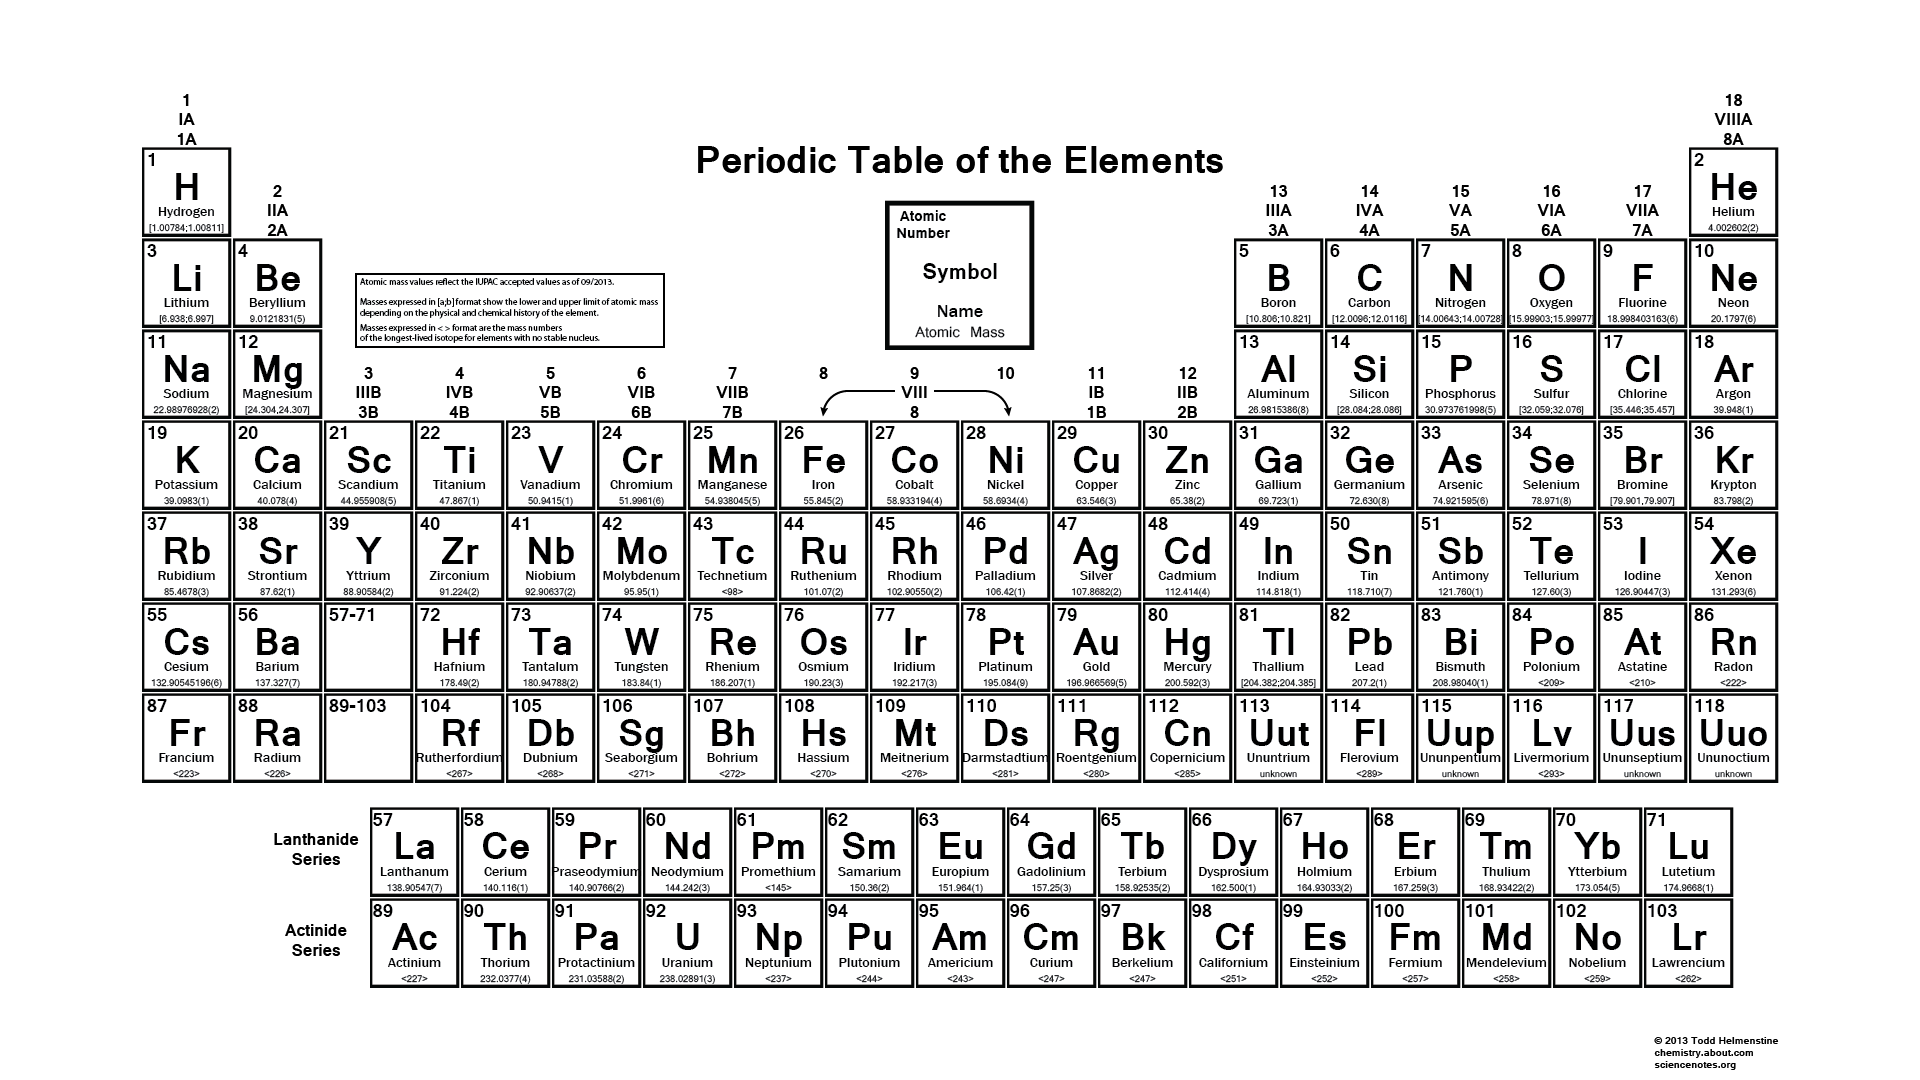 1 18
IA VIIIA
1A 8A
Periodic Table of the Elements
1 2
H He
Hydrogen Helium
[1.00784;1.00811] 4.002602(2)
2 13 14 15 16 17
IIA IIIA IVA VA VIA VIIA
2A 3A 4A 5A 6A 7A
Atomic
Number
Symbol
Name
Atomic Mass
3 4 5 6 7 8 9 10
Li Be B C N O F Ne
Lithium Beryllium Boron Carbon Nitrogen Oxygen Fluorine Neon
[6.938;6.997] 9.0121831(5) [10.806;10.821] [12.0096;12.0116] [14.00643;14.00728] [15.99903;15.99977] 18.998403163(6) 20.1797(6)
Atomic mass values reflect the IUPAC accepted values as of 09/2013.
Masses expressed in [a;b] format show the lower and upper limit of atomic mass
depending on the physical and chemical history of the element.
Masses expressed in < > format are the mass numbers
of the longest-lived isotope for elements with no stable nucleus.
11 12 13 14 15 16 17 18
Na Mg Al Si P S Cl Ar
Sodium Magnesium Aluminum Silicon Phosphorus Sulfur Chlorine Argon
22.98976928(2) [24.304,24.307] 26.9815386(8) [28.084;28.086] 30.973761998(5) [32.059;32.076] [35.446;35.457] 39.948(1)
3 4 5 6 7 8 9 10 11 12
IIIB IVB VB VIB VIIB VIII IB IIB
3B 4B 5B 6B 7B 8 1B 2B
19 20 21 22 23 24 25 26 27 28 29 30 31 32 33 34 35 36
K Ca Sc Ti V Cr Mn Fe Co Ni Cu Zn Ga Ge As Se Br Kr
Potassium Calcium Scandium Titanium Vanadium Chromium Manganese Iron Cobalt Nickel Copper Zinc Gallium Germanium Arsenic Selenium Bromine Krypton
39.0983(1) 40.078(4) 44.955908(5) 47.867(1) 50.9415(1) 51.9961(6) 54.938045(5) 55.845(2) 58.933194(4) 58.6934(4) 63.546(3) 65.38(2) 69.723(1) 72.630(8) 74.921595(6) 78.971(8) [79.901,79.907] 83.798(2)
37 38 39 40 41 42 43 44 45 46 47 48 49 50 51 52 53 54
Rb Sr Y Zr Nb Mo Tc Ru Rh Pd Ag Cd In Sn Sb Te I Xe
Rubidium Strontium Yttrium Zirconium Niobium Molybdenum Technetium Ruthenium Rhodium Palladium Silver Cadmium Indium Tin Antimony Tellurium Iodine Xenon
85.4678(3) 87.62(1) 88.90584(2) 91.224(2) 92.90637(2) 95.95(1) <98> 101.07(2) 102.90550(2) 106.42(1) 107.8682(2) 112.414(4) 114.818(1) 118.710(7) 121.760(1) 127.60(3) 126.90447(3) 131.293(6)
55 56 57-71 72 73 74 75 76 77 78 79 80 81 82 83 84 85 86
Cs Ba Hf Ta W Re Os Ir Pt Au Hg Tl Pb Bi Po At Rn
Cesium Barium Hafnium Tantalum Tungsten Rhenium Osmium Iridium Platinum Gold Mercury Thallium Lead Bismuth Polonium Astatine Radon
132.90545196(6) 137.327(7) 178.49(2) 180.94788(2) 183.84(1) 186.207(1) 190.23(3) 192.217(3) 195.084(9) 196.966569(5) 200.592(3) [204.382;204.385] 207.2(1) 208.98040(1) <209> <210> <222>
87 88 89-103 104 105 106 107 108 109 110 111 112 113 114 115 116 117 118
Fr Ra Rf Db Sg Bh Hs Mt Ds Rg Cn Uut Fl Uup Lv Uus Uuo
Francium Radium Rutherfordium Dubnium Seaborgium Bohrium Hassium Meitnerium Darmstadtium Roentgenium Copernicium Ununtrium Flerovium Ununpentium Livermorium Ununseptium Ununoctium
<223> <226> <267> <268> <271> <272> <270> <276> <281> <280> <285> unknown <289> unknown <293> unknown unknown
Lanthanide
Series
57 58 59 60 61 62 63 64 65 66 67 68 69 70 71
La Ce Pr Nd Pm Sm Eu Gd Tb Dy Ho Er Tm Yb Lu
Lanthanum Cerium Praseodymium Neodymium Promethium Samarium Europium Gadolinium Terbium Dysprosium Holmium Erbium Thulium Ytterbium Lutetium
138.90547(7) 140.116(1) 140.90766(2) 144.242(3) <145> 150.36(2) 151.964(1) 157.25(3) 158.92535(2) 162.500(1) 164.93033(2) 167.259(3) 168.93422(2) 173.054(5) 174.9668(1)
Actinide
Series
89 90 91 92 93 94 95 96 97 98 99 100 101 102 103
Ac Th Pa U Np Pu Am Cm Bk Cf Es Fm Md No Lr
Actinium Thorium Protactinium Uranium Neptunium Plutonium Americium Curium Berkelium Californium Einsteinium Fermium Mendelevium Nobelium Lawrencium
<227> 232.0377(4) 231.03588(2) 238.02891(3) <237> <244> <243> <247> <247> <251> <252> <257> <258> <259> <262>
© 2013 Todd Helmenstine
chemistry.about.com
sciencenotes.org